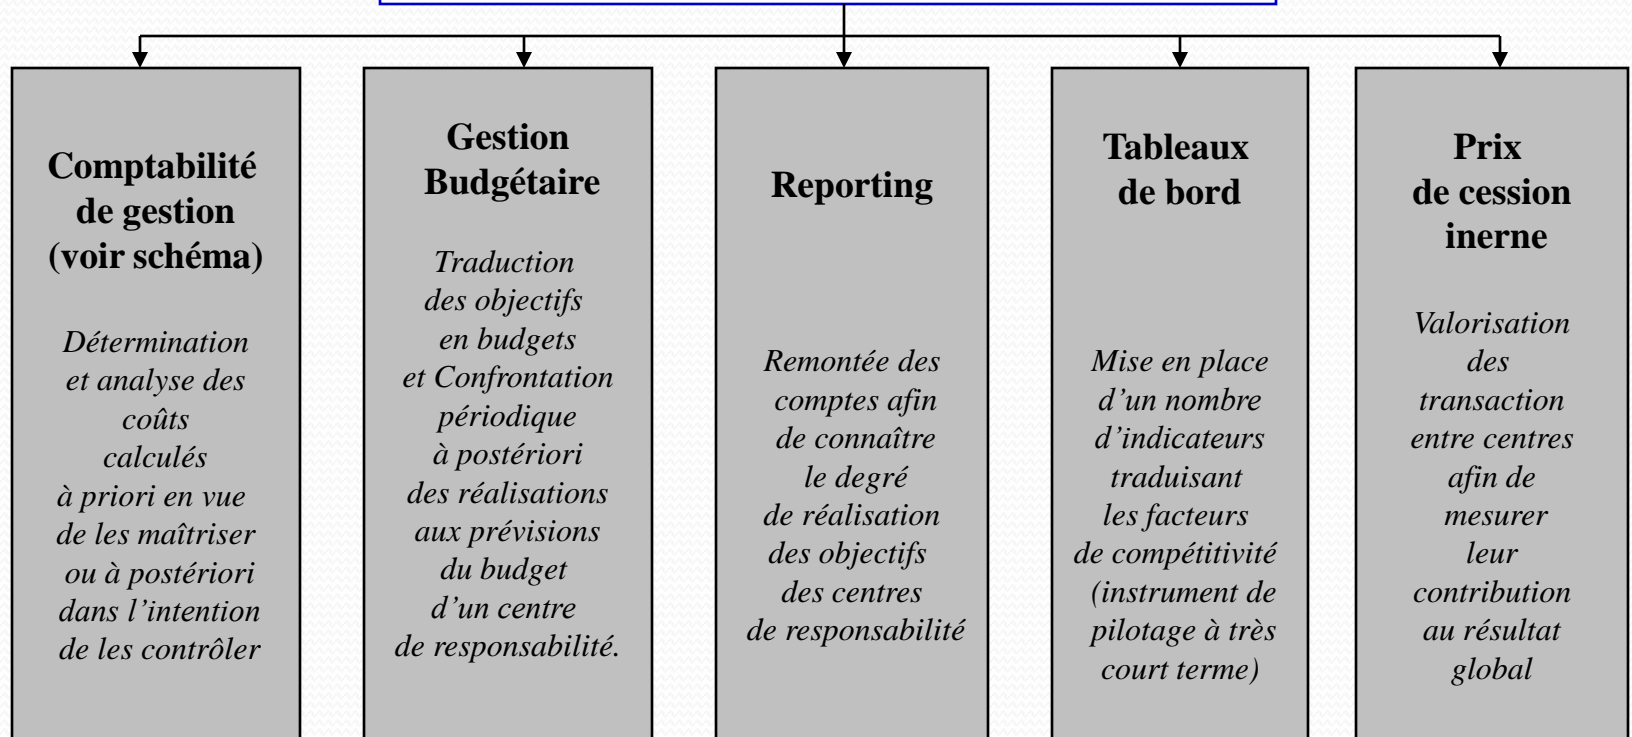 Comptabilité
de gestion
(voir schéma)
Détermination
et analyse des
coûts
calculés
à priori en vue
de les maîtriser
ou à postériori
dans l’intention
de les contrôler
Gestion
Budgétaire
Traduction
des objectifs
en budgets
et Confrontation
périodique
à postériori
des réalisations
aux prévisions
du budget
d’un centre
de responsabilité.
Reporting
Remontée des
comptes afin
de connaître
le degré
de réalisation
des objectifs
des centres
de responsabilité
Tableaux
de bord
Mise en place
d’un nombre
d’indicateurs
traduisant
les facteurs
de compétitivité
(instrument de
pilotage à très
court terme)
Prix
de cession
inerne
Valorisation
des
transaction
entre centres
afin de
mesurer
leur
contribution
au résultat
global